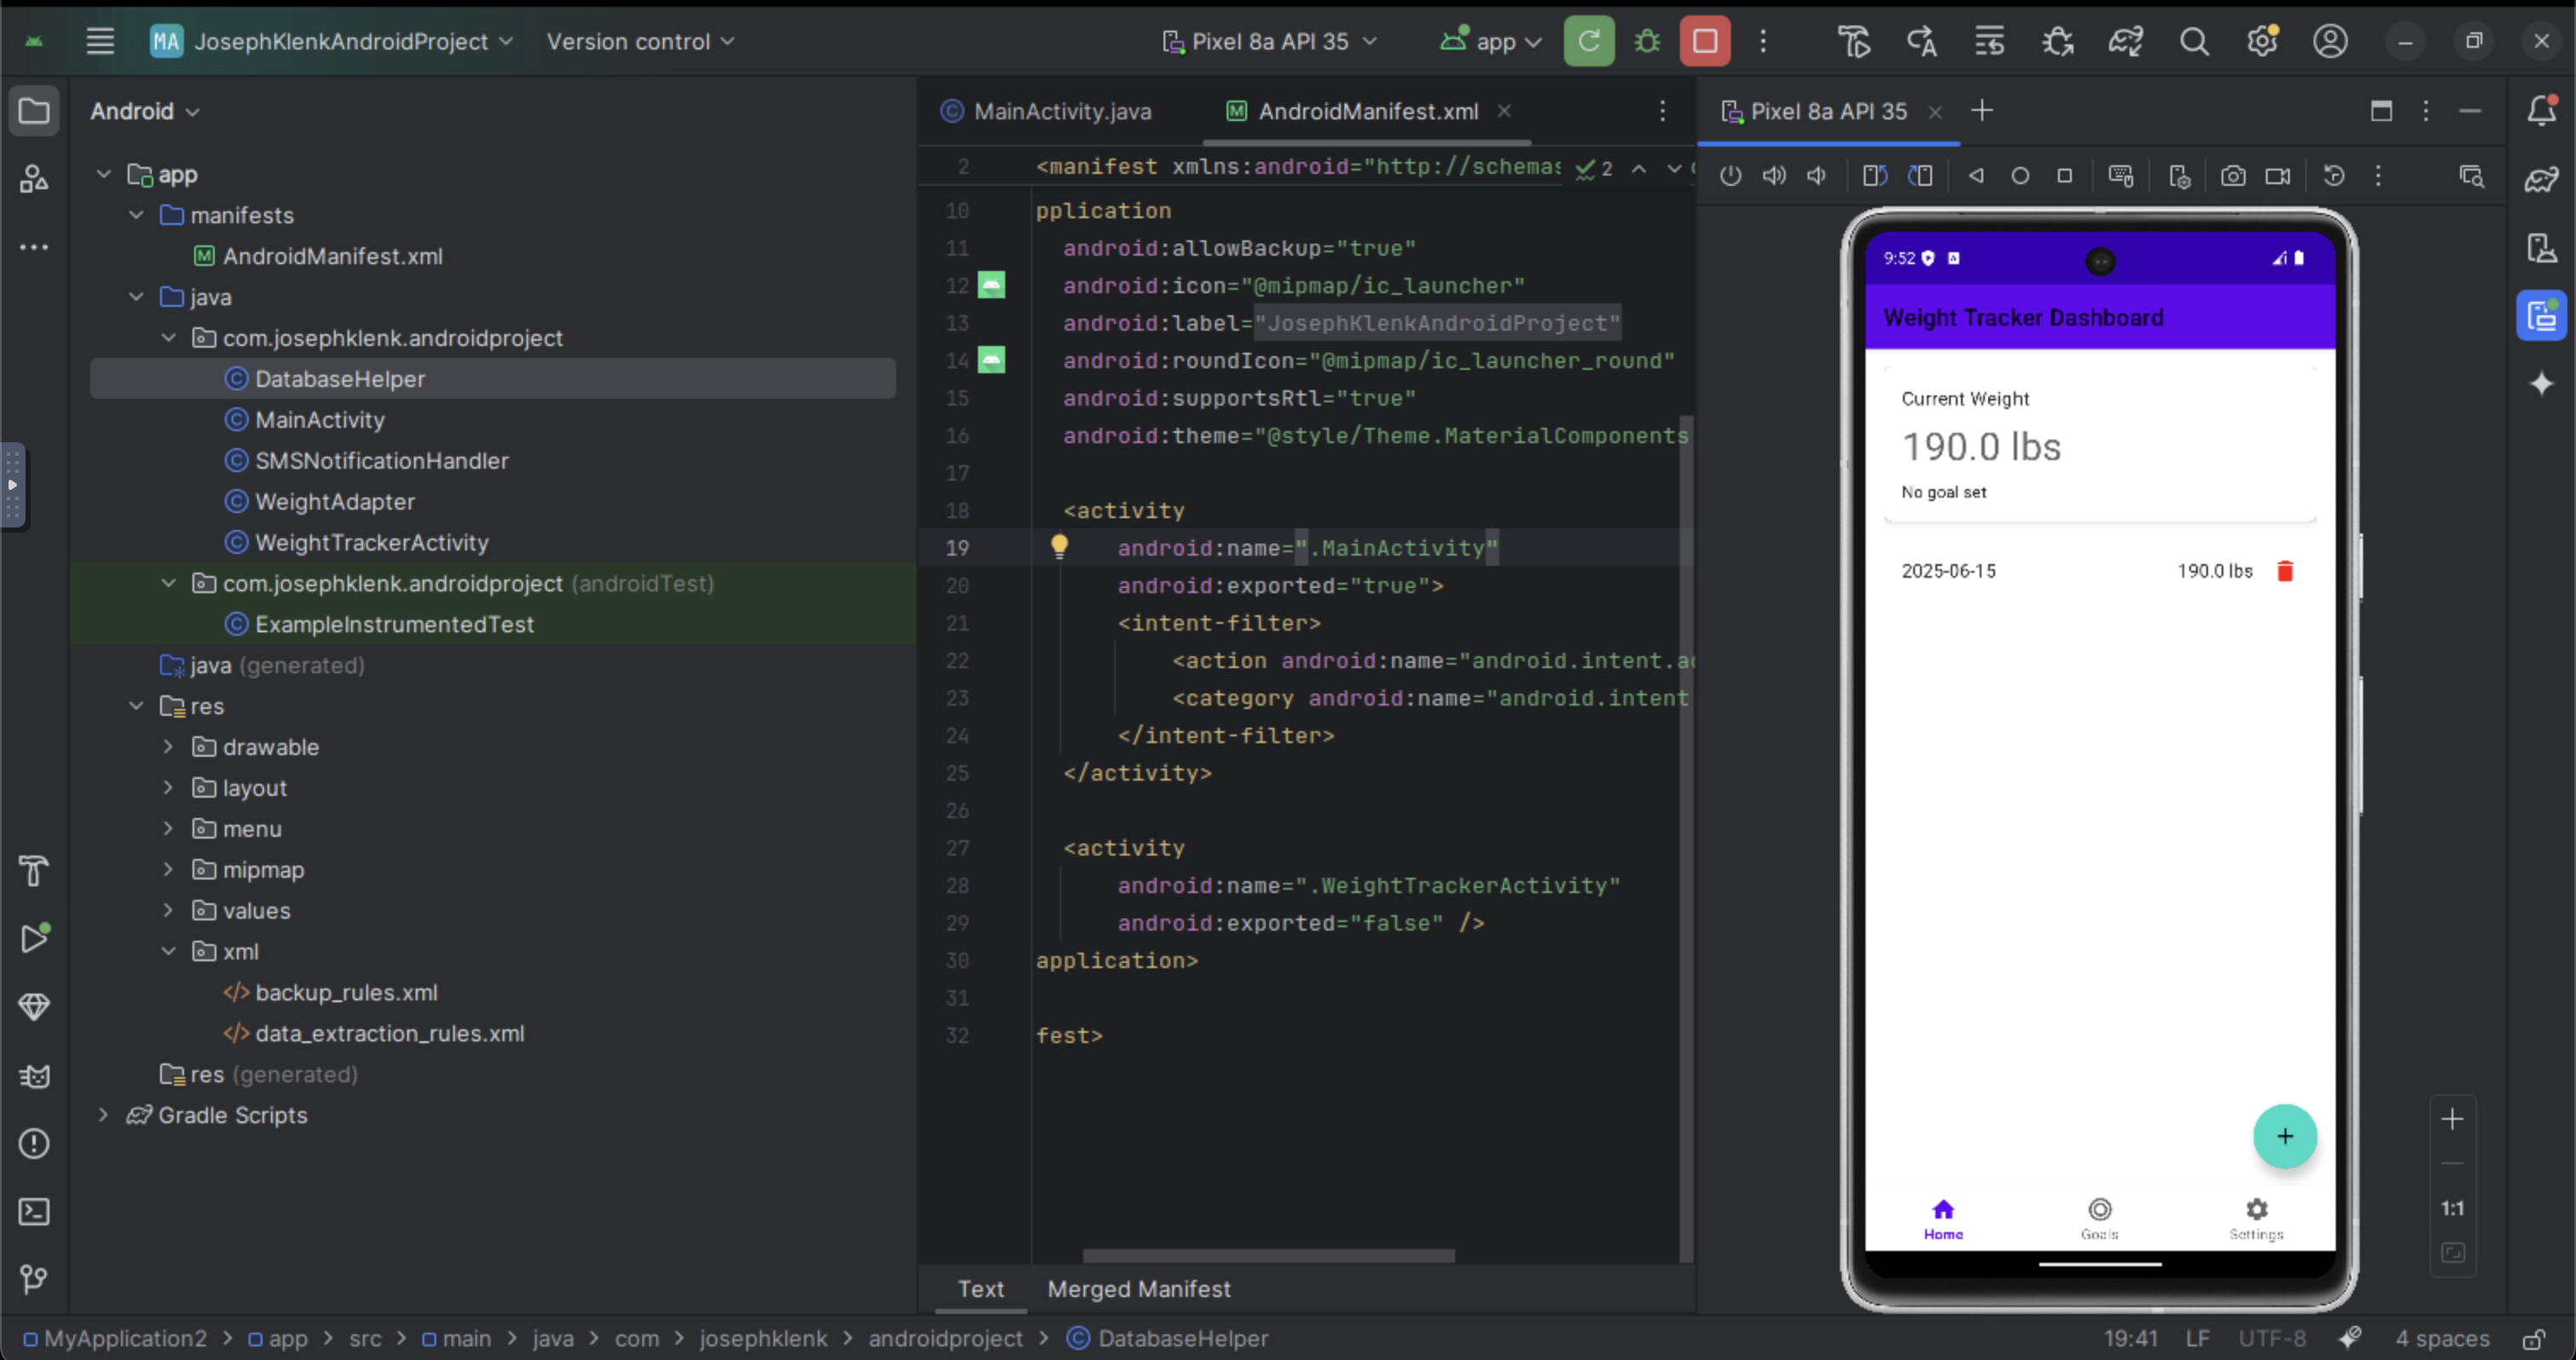 MA JosephKlenkAndroidProject Version control Pixel 8a API 35 app
Android
app
manifests
AndroidManifest.xml
java
com.josephklenk.androidproject
DatabaseHelper
MainActivity
SMSNotificationHandler
WeightAdapter
WeightTrackerActivity
com.josephklenk.androidproject (androidTest)
ExampleInstrumentedTest
java (generated)
res
drawable
layout
menu
mipmap
values
xml
backup_rules.xml
data_extraction_rules.xml
res (generated)
Gradle Scripts
MainActivity.java AndroidManifest.xml
2 <manifest xmlns:android="http://schemas 2
10 pplication
11 android:allowBackup="true"
12 android:icon="@mipmap/ic_launcher"
13 android:label="JosephKlenkAndroidProject"
14 android:roundIcon="@mipmap/ic_launcher_round"
15 android:supportsRtl="true"
16 android:theme="@style/Theme.MaterialComponents
17
18 <activity
19 android:name=".MainActivity"
20 android:exported="true">
21 <intent-filter>
22 <action android:name="android.intent.ac
23 <category android:name="android.intent
24 </intent-filter>
25 </activity>
26
27 <activity
28 android:name=".WeightTrackerActivity"
29 android:exported="false" />
30 application>
31
32 fest>
Text Merged Manifest
Pixel 8a API 35
9:52
Weight Tracker Dashboard
Current Weight
190.0 lbs
No goal set
2025-06-15 190.0 lbs
+
Home Goals Settings
1:1
MyApplication2 > app > src > main > java > com > josephklenk > androidproject > DatabaseHelper 19:41 LF UTF-8 4 spaces